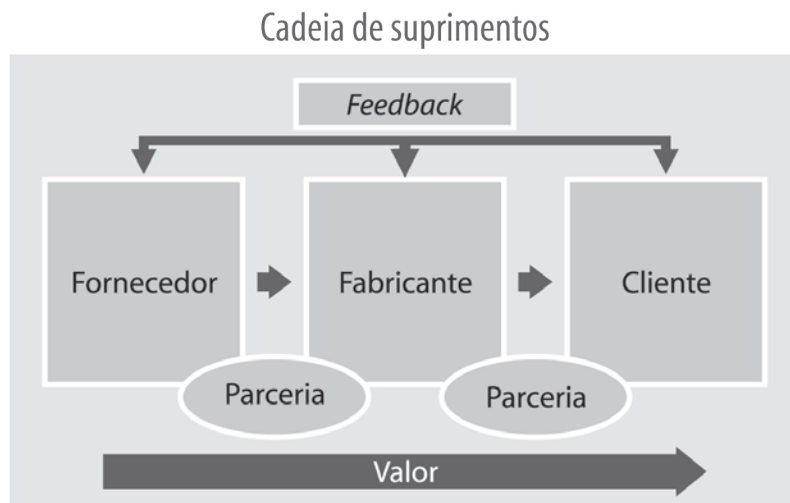 Cadeia de suprimentos
Feedback
Fornecedor
Fabricante
Cliente
Parceria
Parceria
Valor